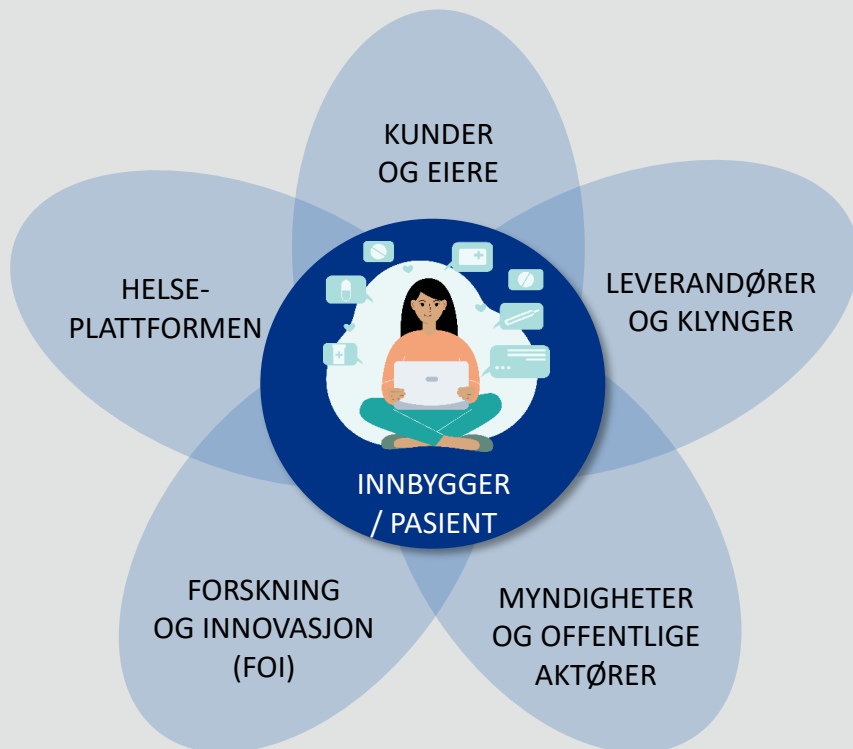 KUNDER
OG EIERE
HELSE-
PLATTFORMEN
LEVERANDØRER
OG KLYNGER
INNBYGGER
/ PASIENT
FORSKNING
OG INNOVASJON
(FOI)
MYNDIGHETER
OG OFFENTLIGE
AKTØRER